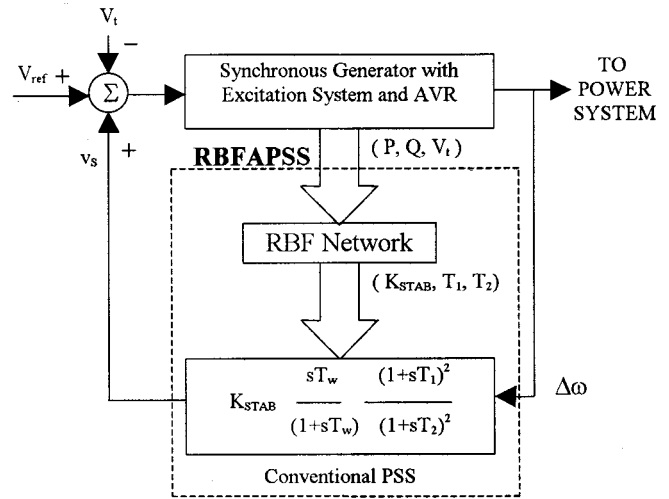 V_t
−
V_ref +
Σ
Synchronous Generator with
Excitation System and AVR
TO
POWER
SYSTEM
v_s
+
RBFAPSS
( P, Q, V_t )
RBF Network
( K_STAB, T_1, T_2)
K_STAB sT_w / (1+sT_w) (1+sT_1)^2 / (1+sT_2)^2
Δω
Conventional PSS